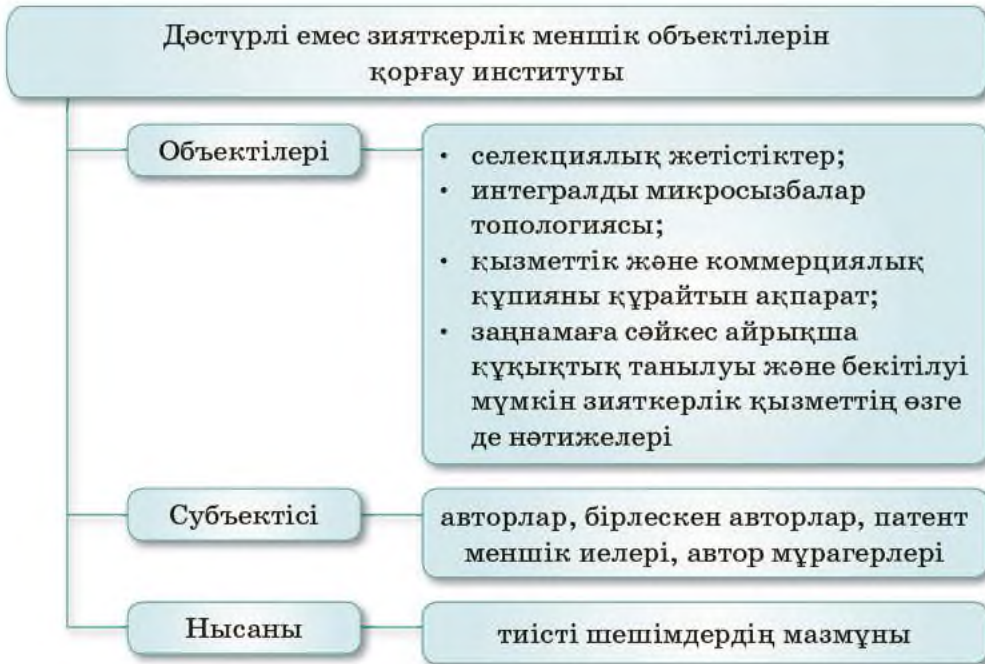 Дәстүрлі емес зияткерлік меншік объектілерін
қорғау институты
Объектілері
• селекциялық жетістіктер;
• интегралды микросызбалар
топологиясы;
• қызметтік және коммерциялық
құпияны құрайтын ақпарат;
• заңнамаға сәйкес айрықша
құқықтық танылуы және бекітілуі
мүмкін зияткерлік қызметтің өзге
де нәтижелері
Субъектісі
авторлар, бірлескен авторлар, патент
меншік иелері, автор мұрагерлері
Нысаны
тиісті шешімдердің мазмұны